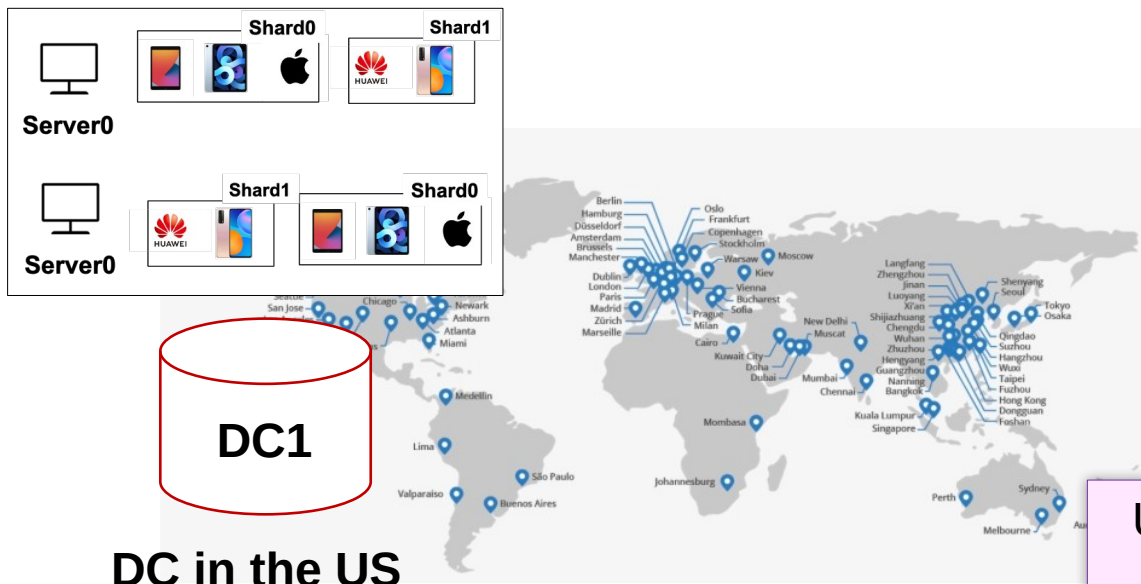 Shard0
Shard1
HUAWEI
Server0
Shard1
Shard0
HUAWEI
Server0
Seattle
San Jose
Chicago
Newark
Ashburn
Atlanta
Miami
DC1
DC in the US
Medellin
Lima
São Paulo
Valparaiso
Buenos Aires
Berlin
Hamburg
Düsseldorf
Amsterdam
Brussels
Manchester
Dublin
London
Paris
Madrid
Zürich
Marseille
Oslo
Frankfurt
Copenhagen
Stockholm
Warsaw
Moscow
Kiev
Vienna
Bucharest
Sofia
Prague
Milan
Cairo
Kuwait City
Doha
Dubai
New Delhi
Muscat
Mumbai
Chennai
Mombasa
Johannesburg
Langfang
Zhengzhou
Jinan
Luoyang
Xi'an
Shijiazhuang
Chengdu
Wuhan
Zhuzhou
Hengyang
Guangzhou
Nanning
Bangkok
Kuala Lumpur
Singapore
Shenyang
Seoul
Tokyo
Osaka
Qingdao
Suzhou
Hangzhou
Wuxi
Taipei
Fuzhou
Hong Kong
Dongguan
Foshan
Perth
Sydney
Melbourne
Au
U